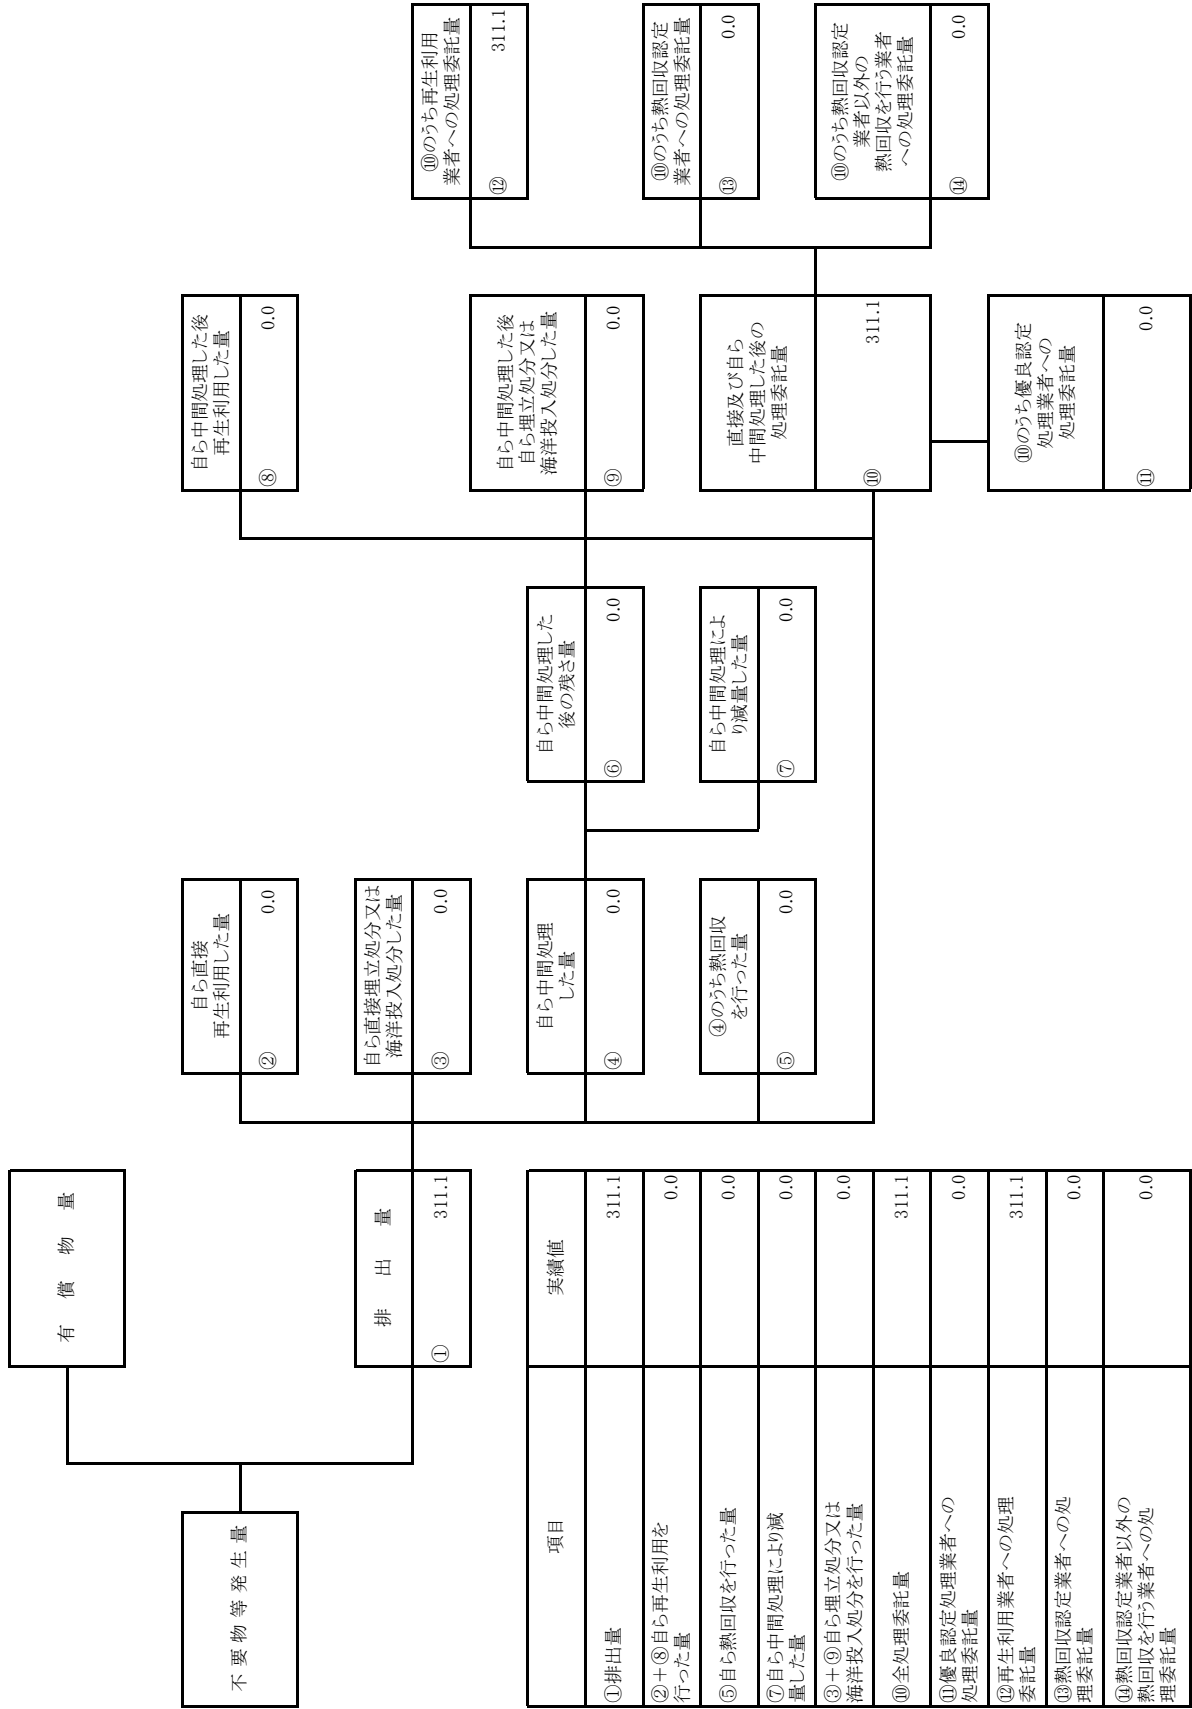 不要物等発生量
有償物量
排出量
① 311.1
自ら直接
再生利用した量
② 0.0
自ら直接埋立処分又は
海洋投入処分した量
③ 0.0
自ら中間処理
した量
④ 0.0
④のうち熱回収
を行った量
⑤ 0.0
自ら中間処理した
後の残さ量
⑥ 0.0
自ら中間処理によ
り減量した量
⑦ 0.0
自ら中間処理した後
再生利用した量
⑧ 0.0
自ら中間処理した後
自ら埋立処分又は
海洋投入処分した量
⑨ 0.0
直接及び自ら
中間処理した後の
処理委託量
⑩ 311.1
⑩のうち優良認定
処理業者への
処理委託量
⑪ 0.0
⑩のうち再生利用
業者への処理委託量
⑫ 311.1
⑩のうち熱回収認定
業者への処理委託量
⑬ 0.0
⑩のうち熱回収認定
業者以外の
熱回収を行う業者
への処理委託量
⑭ 0.0
項目 実績値
①排出量 311.1
②+⑧自ら再生利用を
行った量 0.0
⑤自ら熱回収を行った量 0.0
⑦自ら中間処理により減
量した量 0.0
③+⑨自ら埋立処分又は
海洋投入処分を行った量 0.0
⑩全処理委託量 311.1
⑪優良認定処理業者への
処理委託量 0.0
⑫再生利用業者への処理
委託量 311.1
⑬熱回収認定業者への処
理委託量 0.0
⑭熱回収認定業者以外の
熱回収を行う業者への処
理委託量 0.0